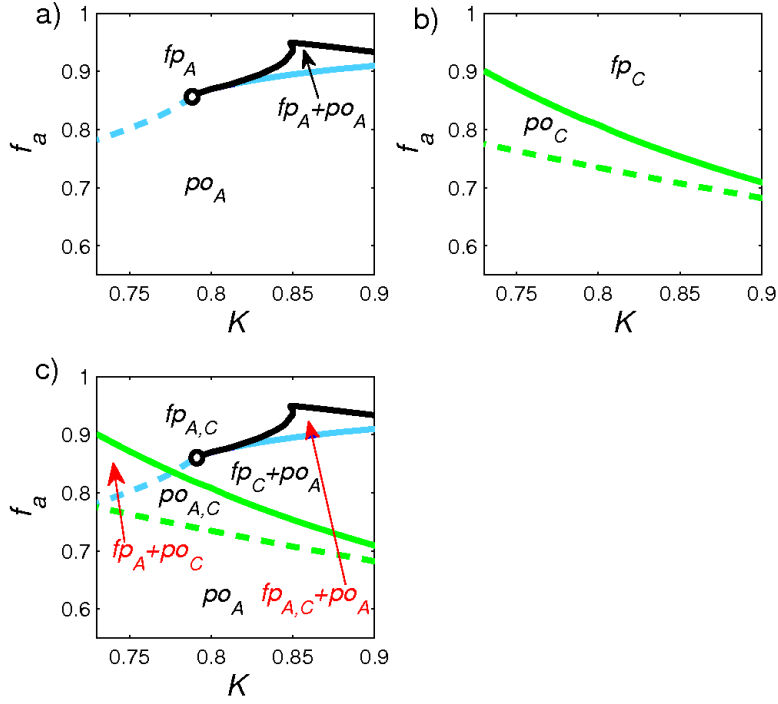 a)
1
0.9
0.8
0.7
0.6
f_a
fp_A
fp_A+po_A
po_A
0.75 0.8 0.85 0.9
K
b)
1
0.9
0.8
0.7
0.6
f_a
fp_C
po_C
0.75 0.8 0.85 0.9
K
c)
1
0.9
0.8
0.7
0.6
f_a
fp_A,C
fp_C+po_A
po_A,C
fp_A+po_C
po_A
fp_A,C+po_A
0.75 0.8 0.85 0.9
K